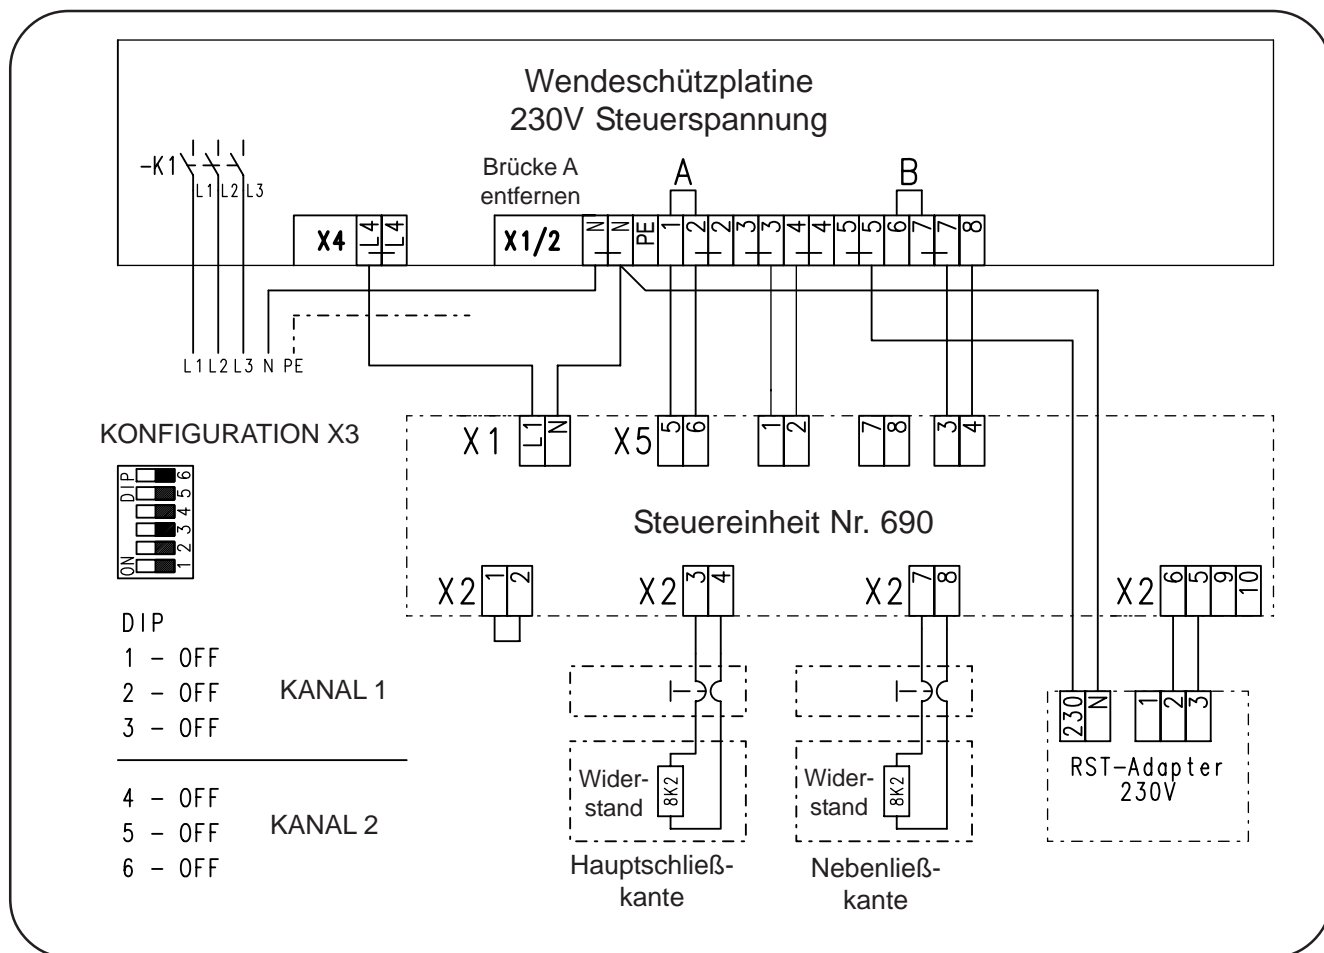 Wendeschützplatine
230V Steuerspannung
Brücke A
entfernen
A
B
-K1
L1 L2 L3
X4
L4 L4
X1/2
N N PE 1 2 2 3 3 4 4 5 5 6 7 7 8
L1 L2 L3 N PE
KONFIGURATION X3
ON DIP
1 2 3 4 5 6
DIP
1 - OFF
2 - OFF
3 - OFF
KANAL 1
4 - OFF
5 - OFF
6 - OFF
KANAL 2
X1
L1 N
X5
5 6
1 2
7 8
3 4
Steuereinheit Nr. 690
X2
1 2
X2
3 4
X2
7 8
X2
6 5 9 10
Wider-
stand
8K2
Hauptschließ-
kante
Wider-
stand
8K2
Nebenließ-
kante
230 N
1 2 3
RST-Adapter
230V